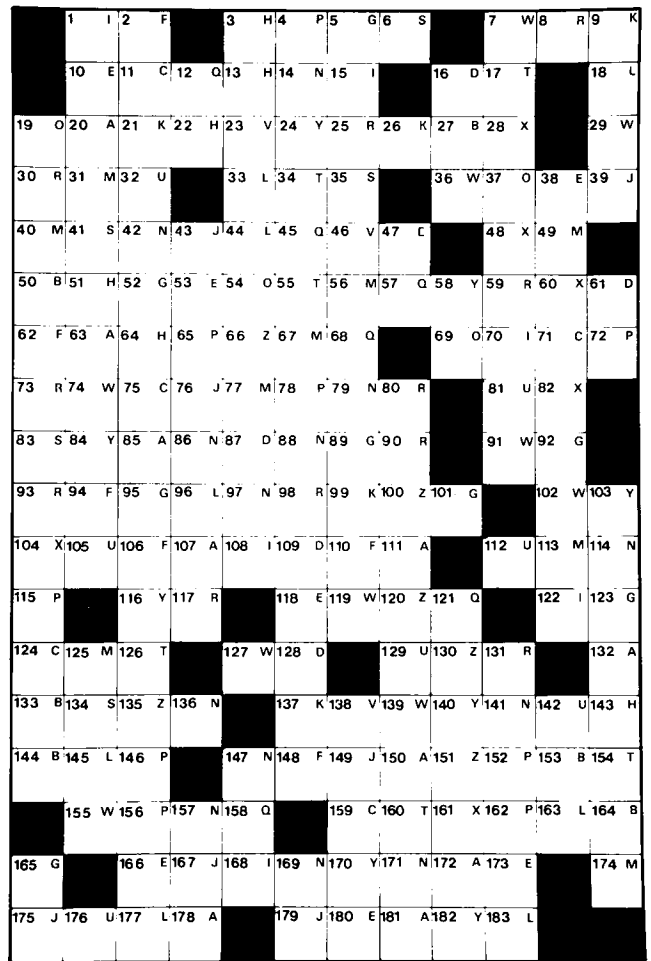 1 I 2 F 3 H 4 P 5 G 6 S 7 W 8 R 9 K
10 E 11 C 12 Q 13 H 14 N 15 I 16 D 17 T 18 L
19 O 20 A 21 K 22 H 23 V 24 Y 25 R 26 K 27 B 28 X 29 W
30 R 31 M 32 U 33 L 34 T 35 S 36 W 37 O 38 E 39 J
40 M 41 S 42 N 43 J 44 L 45 Q 46 V 47 D 48 X 49 M
50 B 51 H 52 G 53 E 54 O 55 T 56 M 57 Q 58 Y 59 R 60 X 61 D
62 F 63 A 64 H 65 P 66 Z 67 M 68 Q 69 O 70 I 71 C 72 P
73 R 74 W 75 C 76 J 77 M 78 P 79 N 80 R 81 U 82 X
83 S 84 Y 85 A 86 N 87 D 88 N 89 G 90 R 91 W 92 G
93 R 94 F 95 G 96 L 97 N 98 R 99 K 100 Z 101 G 102 W 103 Y
104 X 105 U 106 F 107 A 108 I 109 D 110 F 111 A 112 U 113 M 114 N
115 P 116 Y 117 R 118 E 119 W 120 Z 121 Q 122 I 123 G
124 C 125 M 126 T 127 W 128 D 129 U 130 Z 131 R 132 A
133 B 134 S 135 Z 136 N 137 K 138 V 139 W 140 Y 141 N 142 U 143 H
144 B 145 L 146 P 147 N 148 F 149 J 150 A 151 Z 152 P 153 B 154 T
155 W 156 P 157 N 158 Q 159 C 160 T 161 X 162 P 163 L 164 B
165 G 166 E 167 J 168 I 169 N 170 Y 171 N 172 A 173 E 174 M
175 J 176 U 177 L 178 A 179 J 180 E 181 A 182 Y 183 L